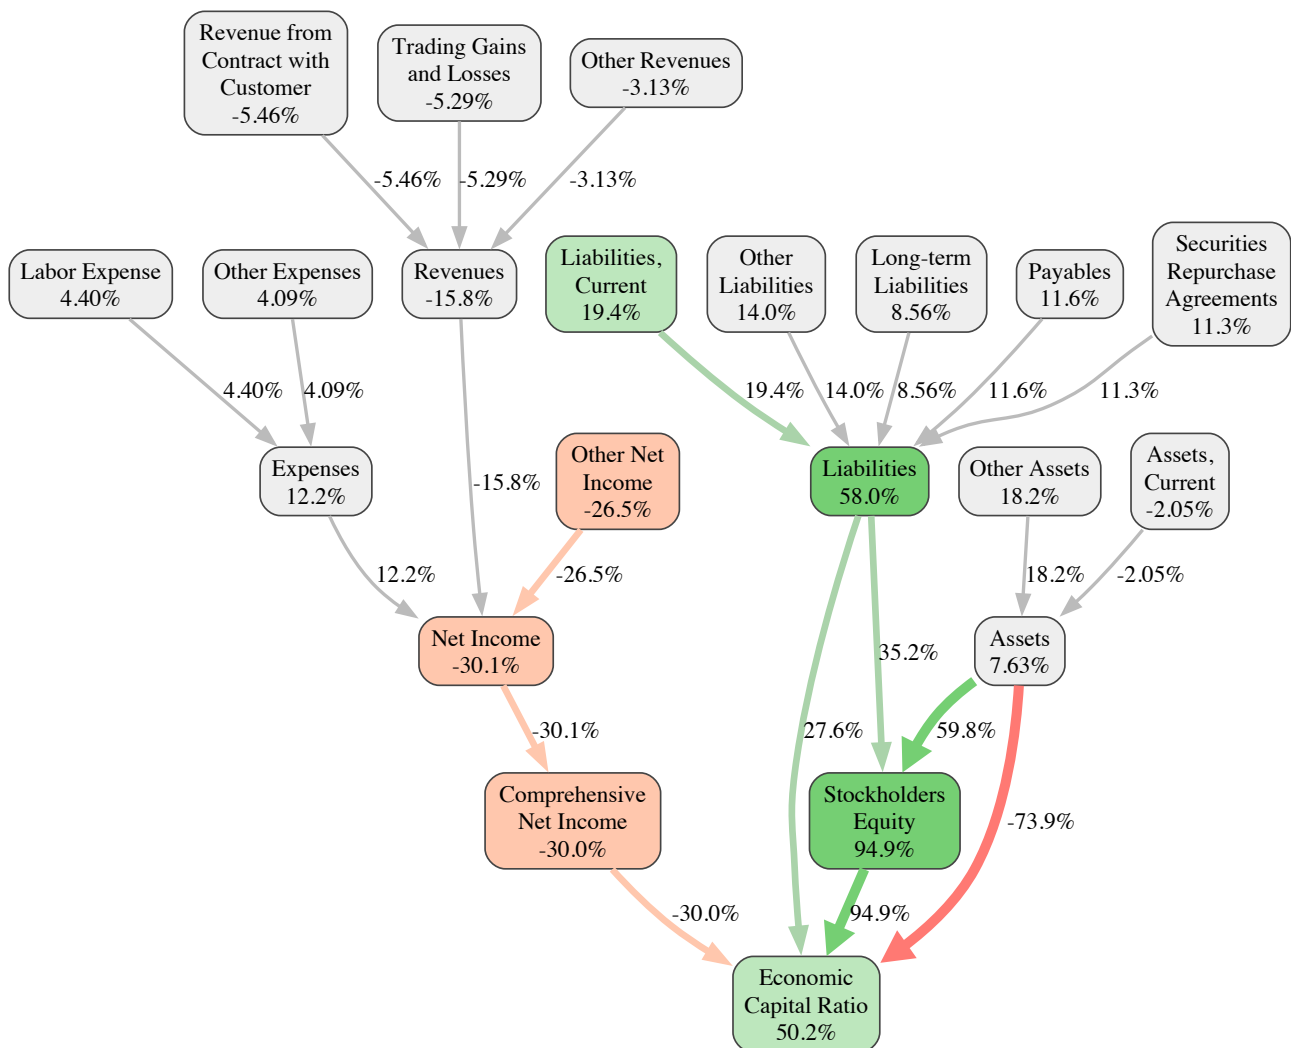 Revenue from
Contract with
Customer
-5.46%
Trading Gains
and Losses
-5.29%
Other Revenues
-3.13%
-5.46%
-5.29%
-3.13%
Labor Expense
4.40%
Other Expenses
4.09%
Revenues
-15.8%
Liabilities,
Current
19.4%
Other
Liabilities
14.0%
Long-term
Liabilities
8.56%
Payables
11.6%
Securities
Repurchase
Agreements
11.3%
4.40%
4.09%
19.4%
14.0%
8.56%
11.6%
11.3%
Expenses
12.2%
-15.8%
Other Net
Income
-26.5%
Liabilities
58.0%
Other Assets
18.2%
Assets,
Current
-2.05%
12.2%
-26.5%
18.2%
-2.05%
Net Income
-30.1%
35.2%
Assets
7.63%
-30.1%
27.6%
59.8%
Comprehensive
Net Income
-30.0%
Stockholders
Equity
94.9%
-73.9%
-30.0%
94.9%
Economic
Capital Ratio
50.2%